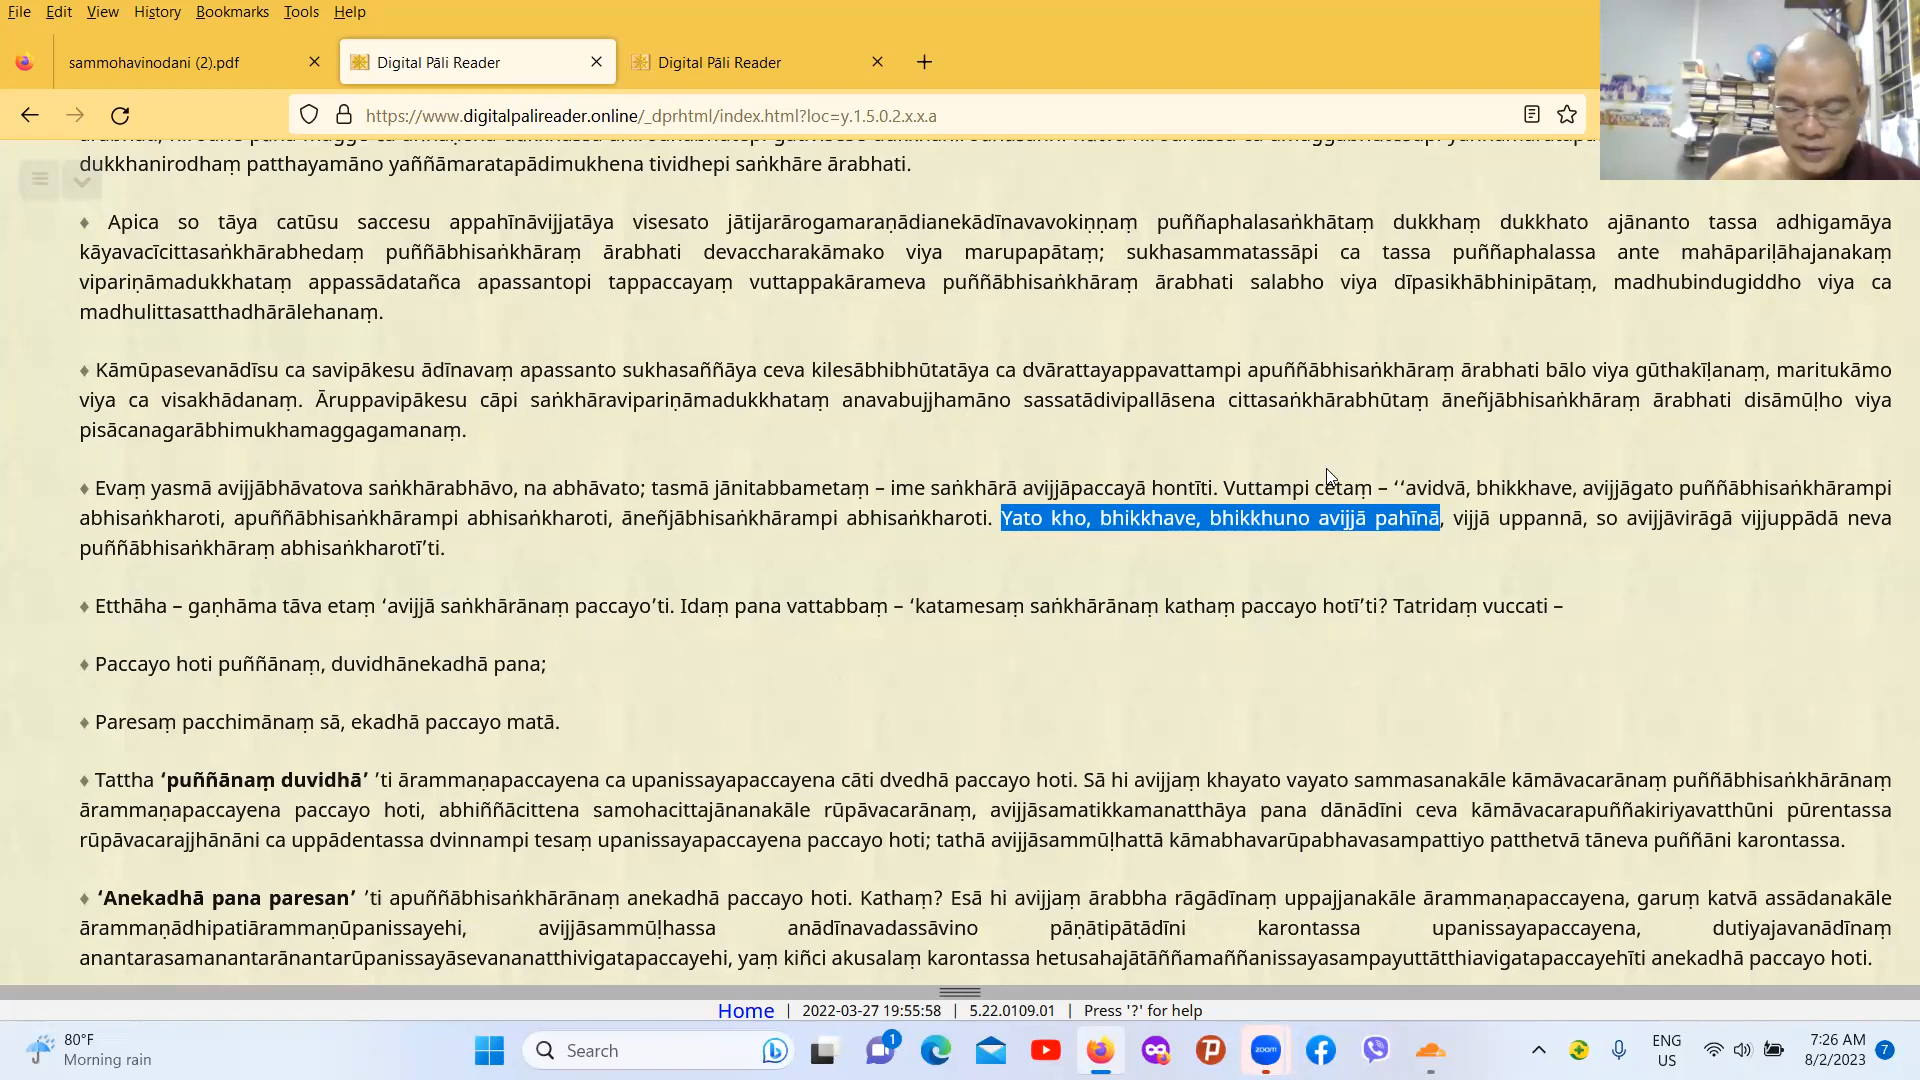 File Edit View History Bookmarks Tools Help
sammohavinodani (2).pdf
Digital Pāli Reader
Digital Pāli Reader
https://www.digitalpalireader.online/_dprhtml/index.html?loc=y.1.5.0.2.x.x.a
dukkhanirodhaṃ patthayamāno yaññāmaratapādimukhena tividhepi saṅkhāre ārabhati.
♦ Apica so tāya catūsu saccesu appahīnāvijjatāya visesato jātijarārogamaraṇādianekādīnavavokiṇṇaṃ puññaphalasaṅkhātaṃ dukkhaṃ dukkhato ajānanto tassa adhigamāya
kāyavacīcittasaṅkhārabhedaṃ puññābhisaṅkhāraṃ ārabhati devaccharakāmako viya marupapātaṃ; sukhasammatassāpi ca tassa puññaphalassa ante mahāpariḷāhajanakaṃ
vipariṇāmadukkhataṃ appassādatañca apassantopi tappaccayaṃ vuttappakārameva puññābhisaṅkhāraṃ ārabhati salabho viya dīpasikhābhinipātaṃ, madhubindugiddho viya ca
madhulittasatthadhārālehanaṃ.
♦ Kāmūpasevanādīsu ca savipākesu ādīnavaṃ apassanto sukhasaññāya ceva kilesābhibhūtatāya ca dvārattayappavattampi apuññābhisaṅkhāraṃ ārabhati bālo viya gūthakīḷanaṃ, maritukāmo
viya ca visakhādanaṃ. Āruppavipākesu cāpi saṅkhāravipariṇāmadukkhataṃ anavabujjhamāno sassatādivipallāsena cittasaṅkhārabhūtaṃ āneñjābhisaṅkhāraṃ ārabhati disāmūḷho viya
pisācanagarābhimukhamaggagamanaṃ.
♦ Evaṃ yasmā avijjābhāvatova saṅkhārabhāvo, na abhāvato; tasmā jānitabbametaṃ – ime saṅkhārā avijjāpaccayā hontīti. Vuttampi cetaṃ – ‘‘avidvā, bhikkhave, avijjāgato puññābhisaṅkhārampi
abhisaṅkharoti, apuññābhisaṅkhārampi abhisaṅkharoti, āneñjābhisaṅkhārampi abhisaṅkharoti. Yato kho, bhikkhave, bhikkhuno avijjā pahīnā, vijjā uppannā, so avijjāvirāgā vijjuppādā neva
puññābhisaṅkhāraṃ abhisaṅkharotī’ti.
♦ Etthāha – gaṇhāma tāva etaṃ ‘avijjā saṅkhārānaṃ paccayo’ti. Idaṃ pana vattabbaṃ – ‘katamesaṃ saṅkhārānaṃ kathaṃ paccayo hotī’ti? Tatridaṃ vuccati –
♦ Paccayo hoti puññānaṃ, duvidhānekadhā pana;
♦ Paresaṃ pacchimānaṃ sā, ekadhā paccayo matā.
♦ Tattha ‘puññānaṃ duvidhā’ ’ti ārammaṇapaccayena ca upanissayapaccayena cāti dvedhā paccayo hoti. Sā hi avijjaṃ khayato vayato sammasanakāle kāmāvacarānaṃ puññābhisaṅkhārānaṃ
ārammaṇapaccayena paccayo hoti, abhiññācittena samohacittajānanakāle rūpāvacarānaṃ, avijjāsamatikkamanatthāya pana dānādīni ceva kāmāvacarapuññakiriyavatthūni pūrentassa
rūpāvacarajjhānāni ca uppādentassa dvinnampi tesaṃ upanissayapaccayena paccayo hoti; tathā avijjāsammūḷhattā kāmabhavarūpabhavasampattiyo patthetvā tāneva puññāni karontassa.
♦ ‘Anekadhā pana paresan’ ’ti apuññābhisaṅkhārānaṃ anekadhā paccayo hoti. Kathaṃ? Esā hi avijjaṃ ārabbha rāgādīnaṃ uppajjanakāle ārammaṇapaccayena, garuṃ katvā assādanakāle
ārammaṇādhipatiārammaṇūpanissayehi, avijjāsammūḷhassa anādīnavadassāvino pāṇātipātādīni karontassa upanissayapaccayena, dutiyajavanādīnaṃ
anantarasamanantarānantarūpanissayāsevananatthivigatapaccayehi, yaṃ kiñci akusalaṃ karontassa hetusahajātāññamaññanissayasampayuttātthiavigatapaccayehīti anekadhā paccayo hoti.
Home | 2022-03-27 19:55:58 | 5.22.0109.01 | Press '?' for help
80°F
Morning rain
Search
1
zoom
ENG
US
7:26 AM
8/2/2023
7